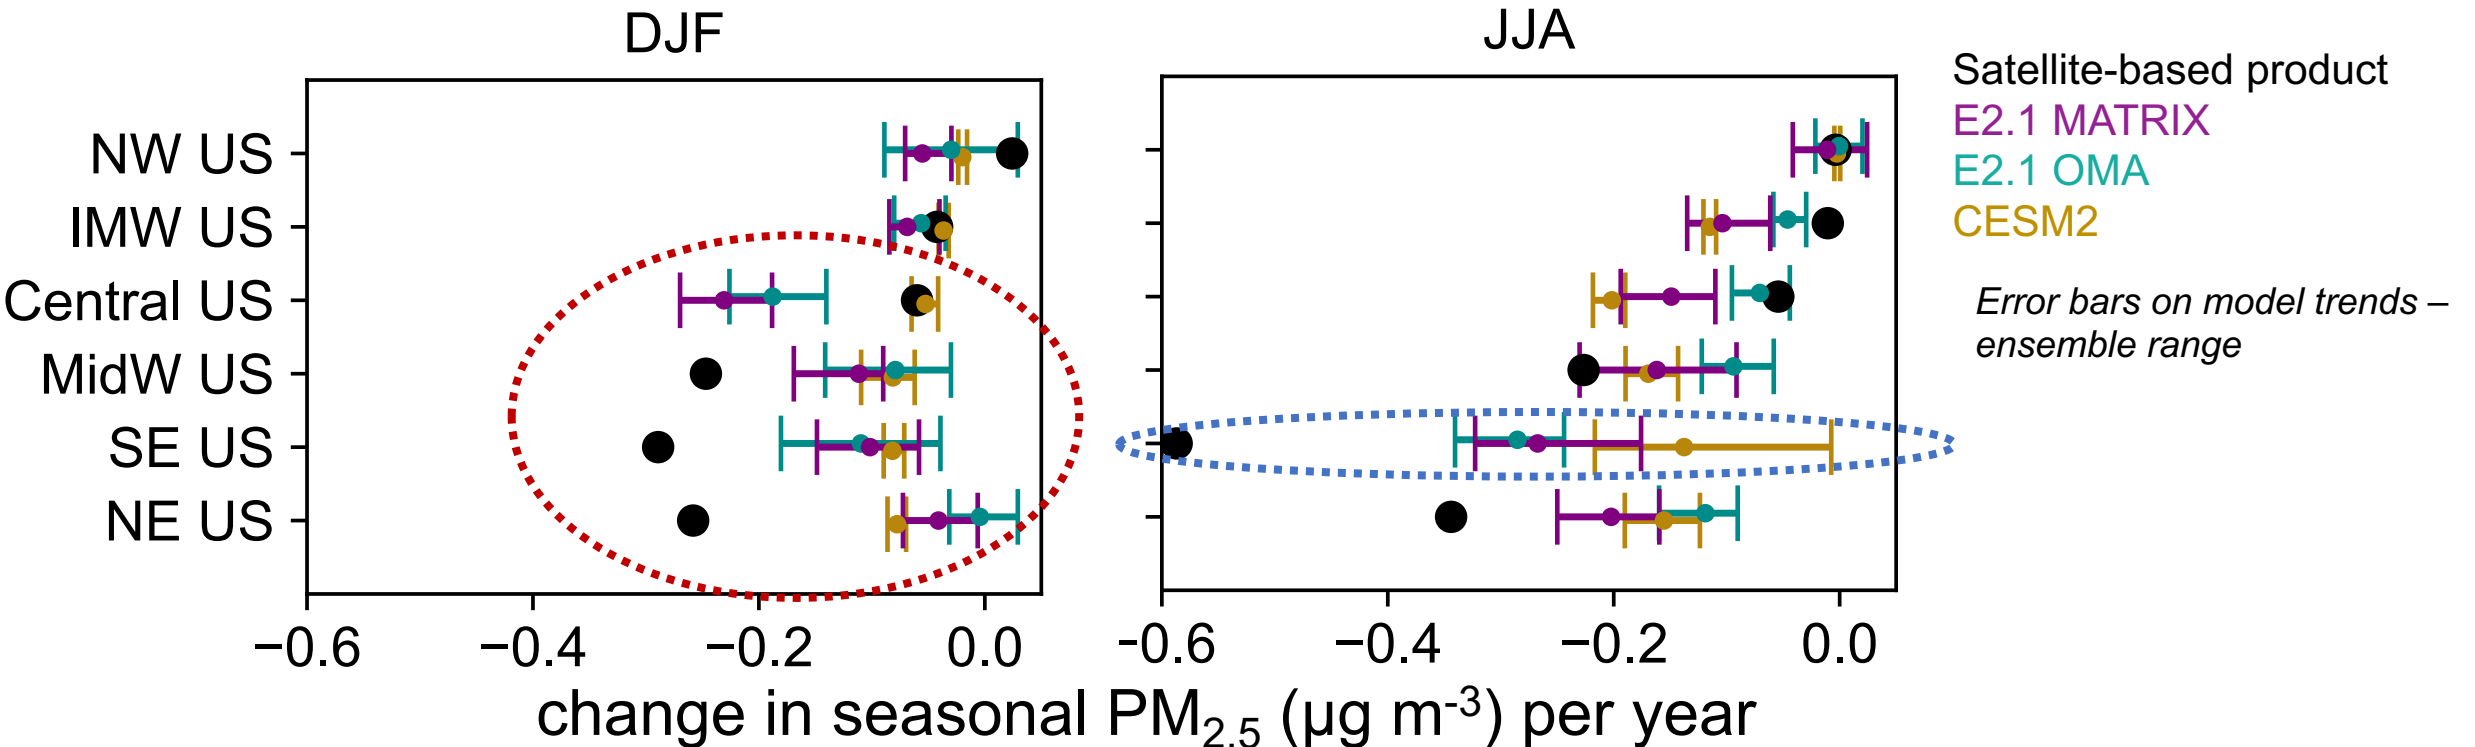 DJF
JJA
Satellite-based product
E2.1 MATRIX
E2.1 OMA
CESM2
Error bars on model trends –
ensemble range
NW US
IMW US
Central US
MidW US
SE US
NE US
−0.6 −0.4 −0.2 0.0
−0.6 −0.4 −0.2 0.0
change in seasonal PM2.5 (μg m-3) per year